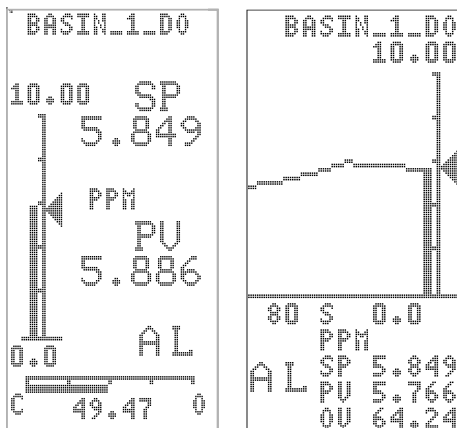 BASIN_1_DO
10.00 SP
5.849
PPM
PV
5.886
AL
0.0
C 49.47 O
BASIN_1_DO
10.00
80 S 0.0
PPM
AL
SP 5.849
PV 5.766
OV 64.24